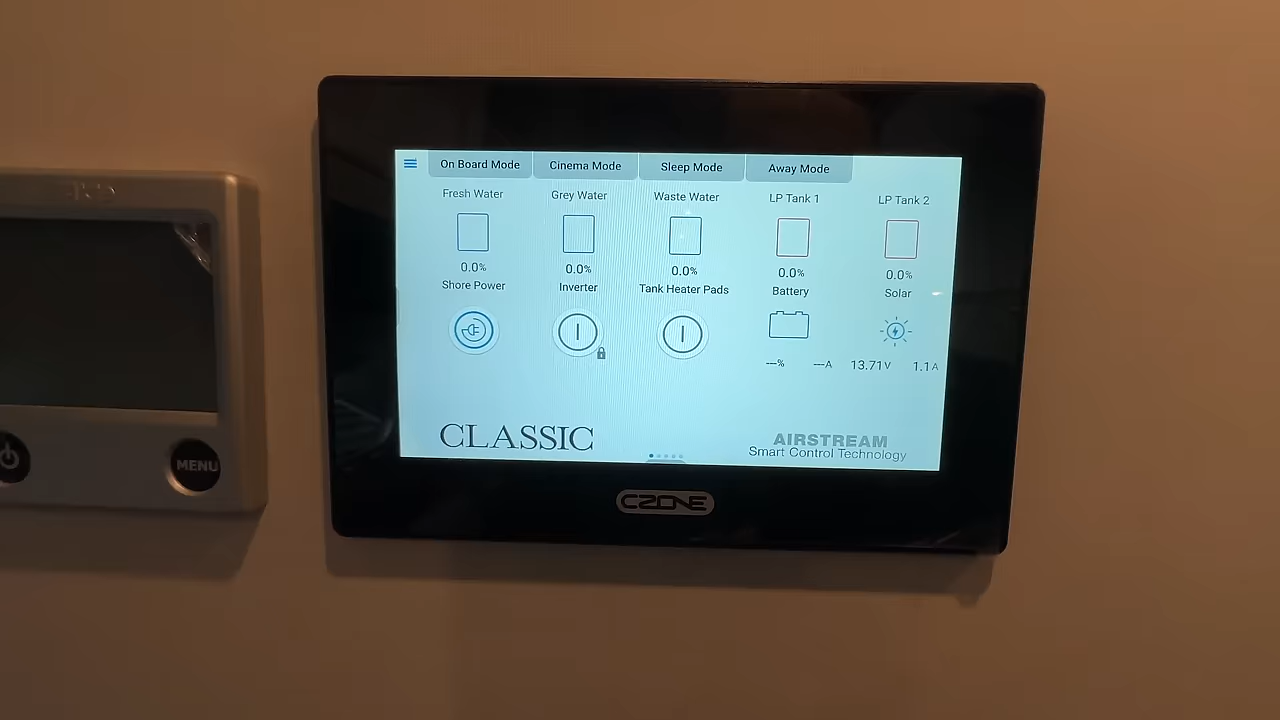 On Board Mode Cinema Mode Sleep Mode Away Mode
Fresh Water Grey Water Waste Water LP Tank 1 LP Tank 2
0.0% 0.0% 0.0% 0.0% 0.0%
Shore Power Inverter Tank Heater Pads Battery Solar
---% ---A 13.71V 1.1A
CLASSIC
AIRSTREAM
Smart Control Technology
CZONE
MENU